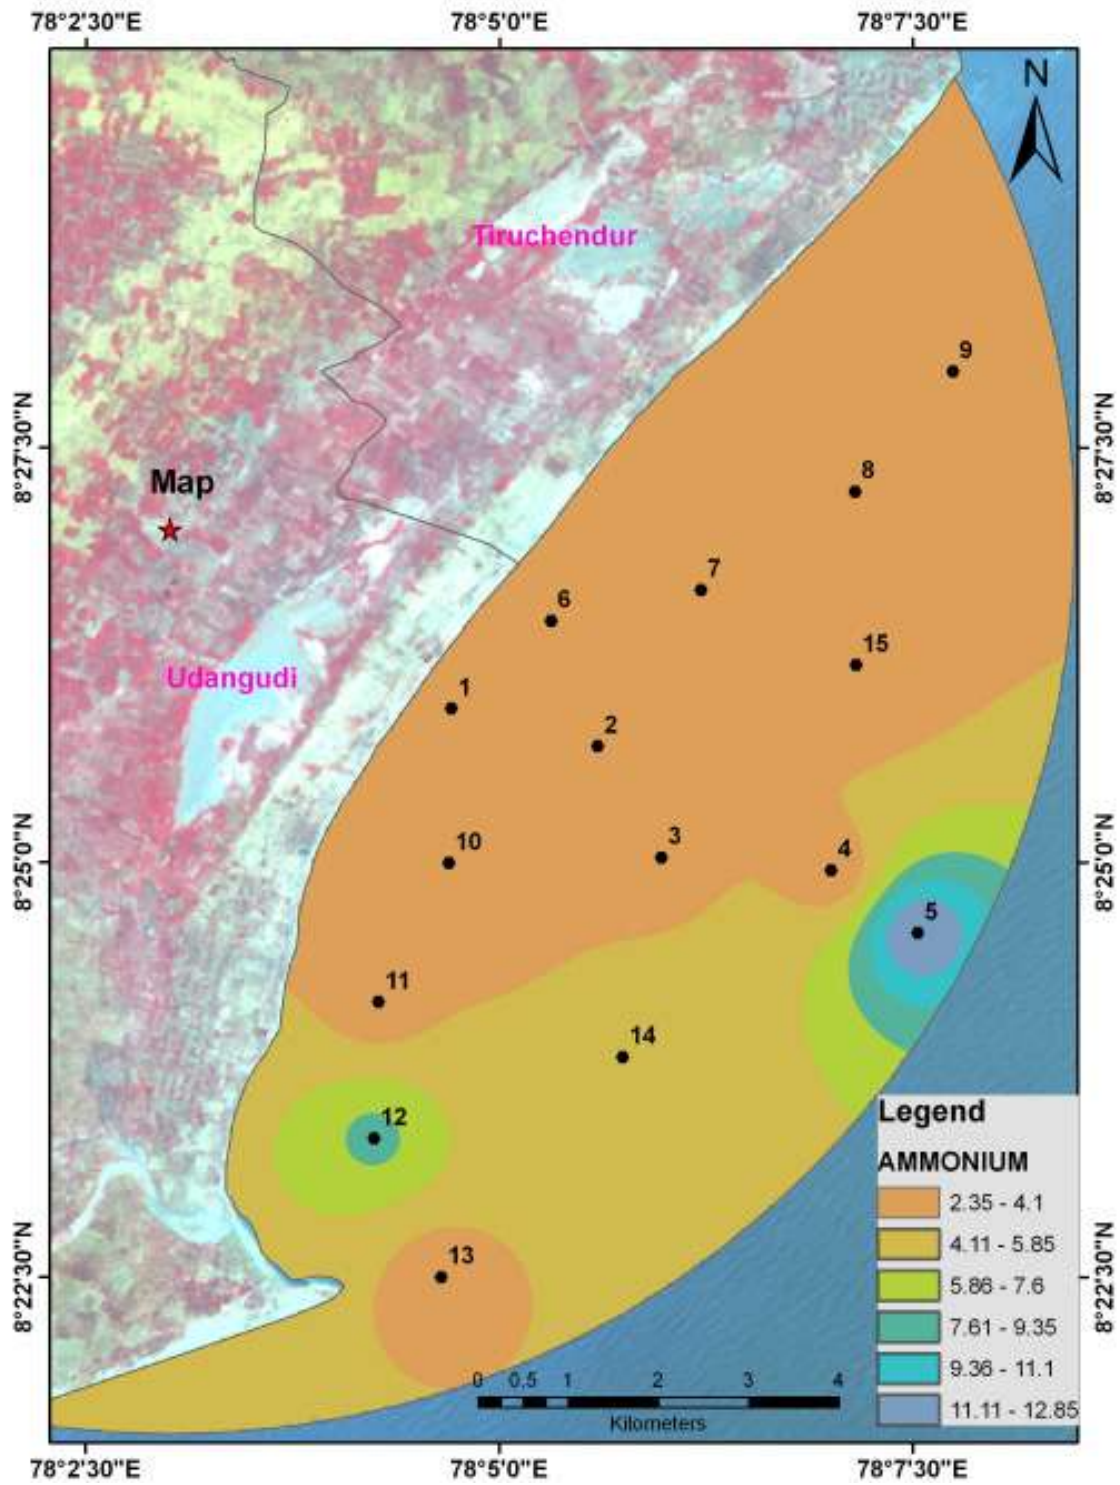 78°2'30"E 78°5'0"E 78°7'30"E
N
Tiruchendur
9
8°27'30"N 8°27'30"N
8
Map
7
6
15
Udangudi
1
2
3
10
4
8°25'0"N 8°25'0"N
5
11
14
12
Legend
AMMONIUM
2.35 - 4.1
4.11 - 5.85
13
5.86 - 7.6
8°22'30"N 8°22'30"N
7.61 - 9.35
9.36 - 11.1
0 0.5 1 2 3 4
11.11 - 12.85
Kilometers
78°2'30"E 78°5'0"E 78°7'30"E